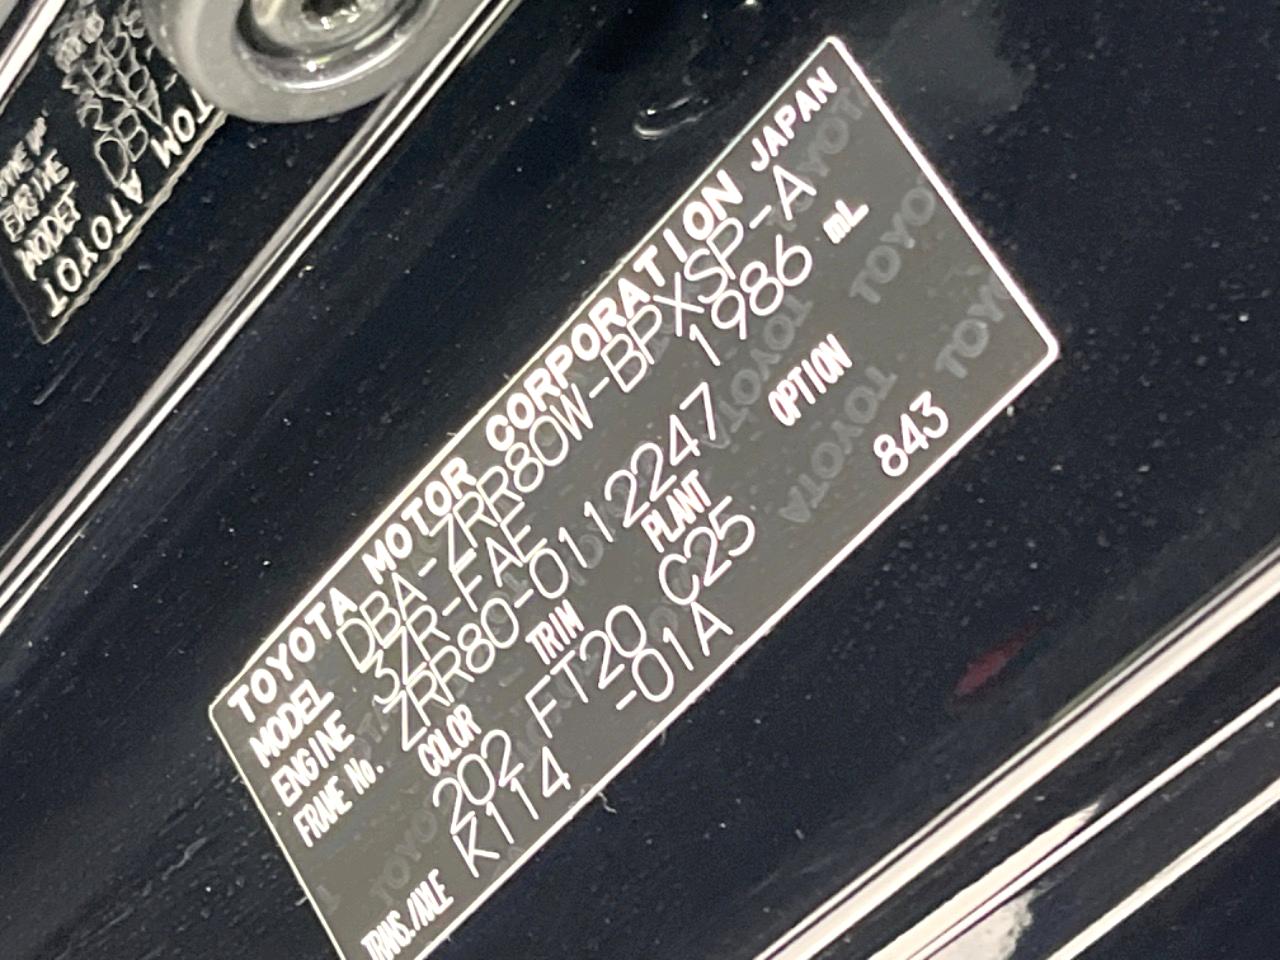 TOYOTA MOTOR CORPORATION JAPAN
MODEL DBA-ZRR80W-BPXSP-A
ENGINE 3ZR-FAE 1986 mL
FRAME No. ZRR80-0112247
COLOR TRIM PLANT OPTION
202 FT20 C25 843
TRANS./AXLE K114 -01A